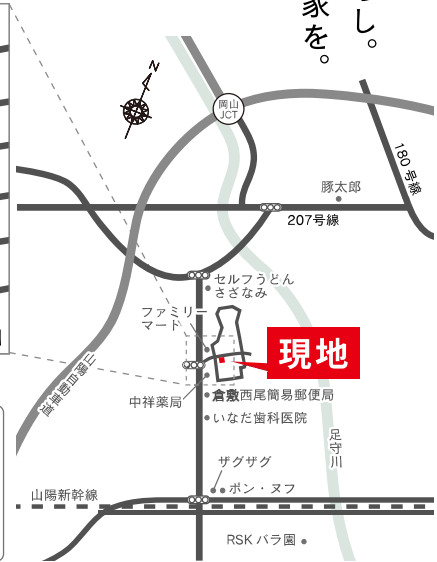 し。
家を。
N
岡山
JCT
180号線
豚太郎
207号線
セルフうどん
さざなみ
ファミリー
マート
現地
山陽自動車道
中祥薬局
倉敷西尾簡易郵便局
いなだ歯科医院
足守川
ザグザグ
ポン・ヌフ
山陽新幹線
RSKバラ園